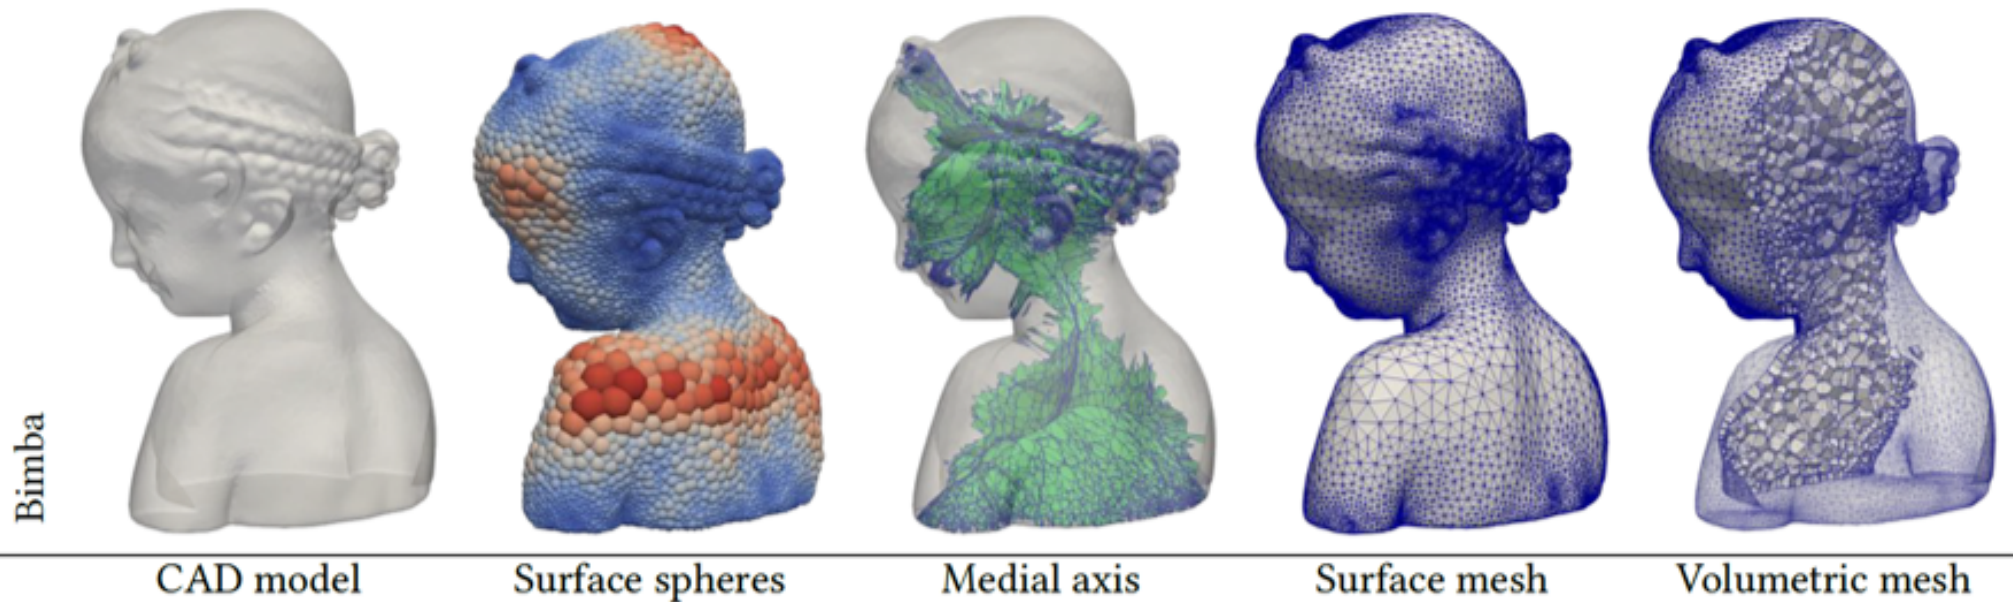 Bimba
CAD model
Surface spheres
Medial axis
Surface mesh
Volumetric mesh